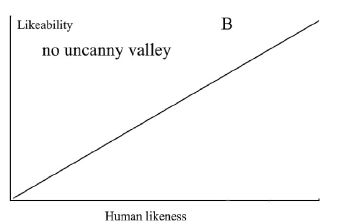 Likeability
B
no uncanny valley
Human likeness